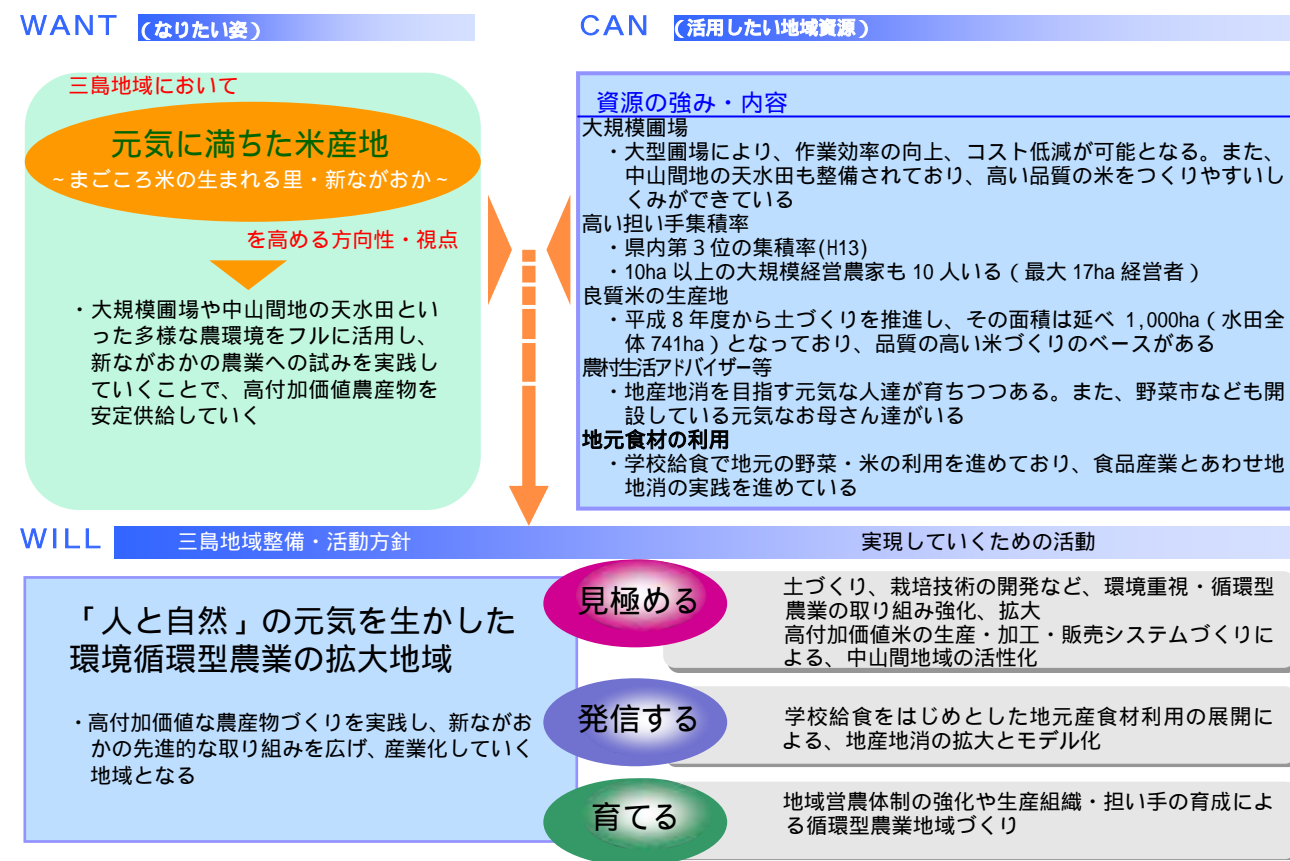 WANT （なりたい姿）
三島地域において
元気に満ちた米産地
～まごころ米の生まれる里・新ながおか～
を高める方向性・視点
・大規模圃場や中山間地の天水田とい
った多様な農環境をフルに活用し、
新ながおかの農業への試みを実践し
ていくことで、高付加価値農産物を
安定供給していく
CAN （活用したい地域資源）
資源の強み・内容
大規模圃場
・大型圃場により、作業効率の向上、コスト低減が可能となる。また、
中山間地の天水田も整備されており、高い品質の米をつくりやすいし
くみができている
高い担い手集積率
・県内第３位の集積率(H13)
・10ha 以上の大規模経営農家も 10 人いる（最大 17ha 経営者）
良質米の生産地
・平成８年度から土づくりを推進し、その面積は延べ 1,000ha（水田全
体 741ha）となっており、品質の高い米づくりのベースがある
農村生活アドバイザー等
・地産地消を目指す元気な人達が育ちつつある。また、野菜市なども開
設している元気なお母さん達がいる
地元食材の利用
・学校給食で地元の野菜・米の利用を進めており、食品産業とあわせ地
地消の実践を進めている
WILL 三島地域整備・活動方針
「人と自然」の元気を生かした
環境循環型農業の拡大地域
・高付加価値な農産物づくりを実践し、新ながお
かの先進的な取り組みを広げ、産業化していく
地域となる
実現していくための活動
見極める
土づくり、栽培技術の開発など、環境重視・循環型
農業の取り組み強化、拡大
高付加価値米の生産・加工・販売システムづくりに
よる、中山間地域の活性化
発信する
学校給食をはじめとした地元産食材利用の展開に
よる、地産地消の拡大とモデル化
育てる
地域営農体制の強化や生産組織・担い手の育成によ
る循環型農業地域づくり